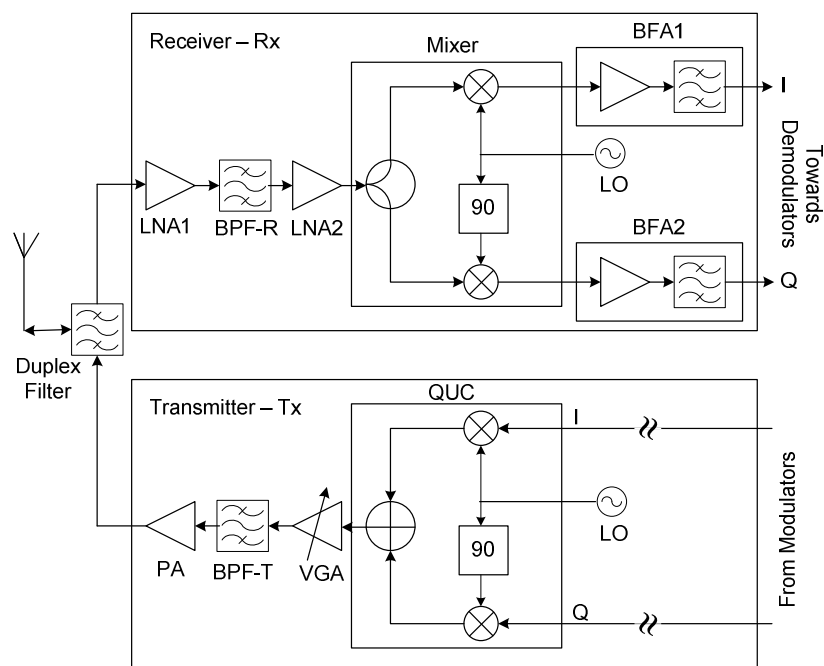 Receiver – Rx
Mixer
BFA1
I
LO
Towards
Demodulators
LNA1
BPF-R
LNA2
90
BFA2
Q
Duplex
Filter
Transmitter – Tx
QUC
I
LO
From Modulators
PA
BPF-T
VGA
90
Q